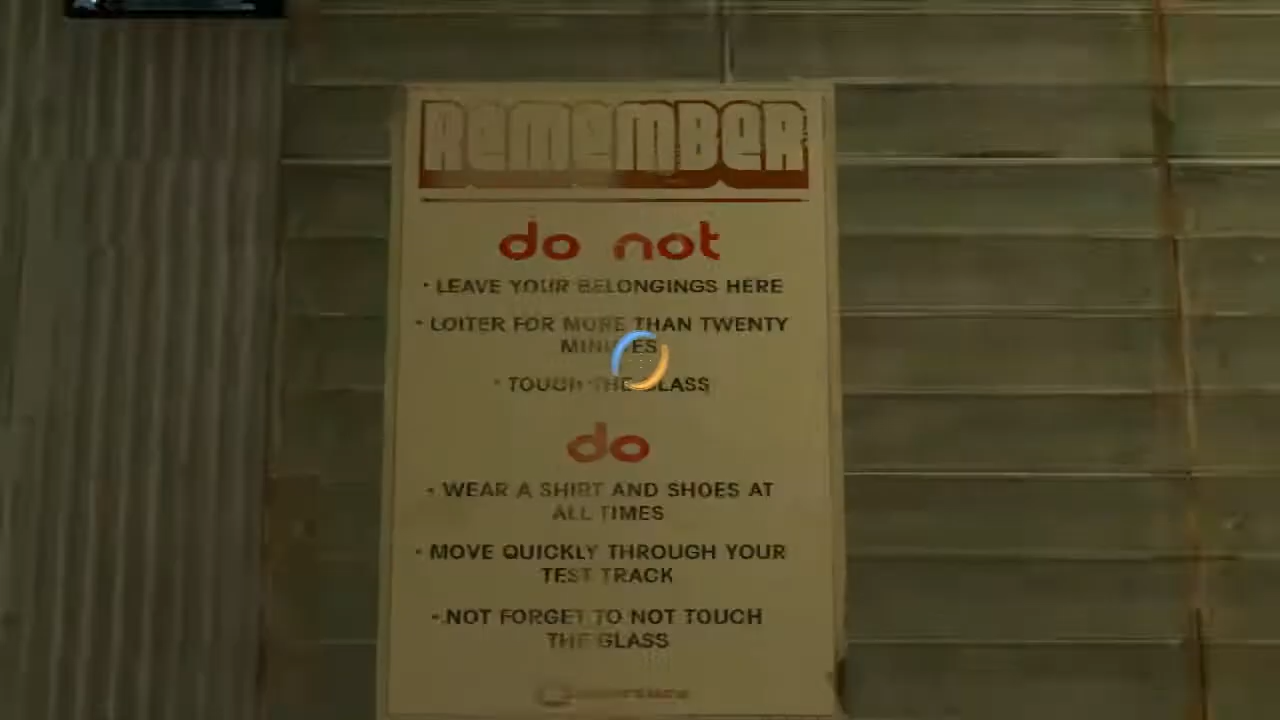 Remember
do not
· LEAVE YOUR BELONGINGS HERE
· LOITER FOR MORE THAN TWENTY
MINUTES
· TOUCH THE GLASS
do
· WEAR A SHIRT AND SHOES AT
ALL TIMES
· MOVE QUICKLY THROUGH YOUR
TEST TRACK
· NOT FORGET TO NOT TOUCH
THE GLASS